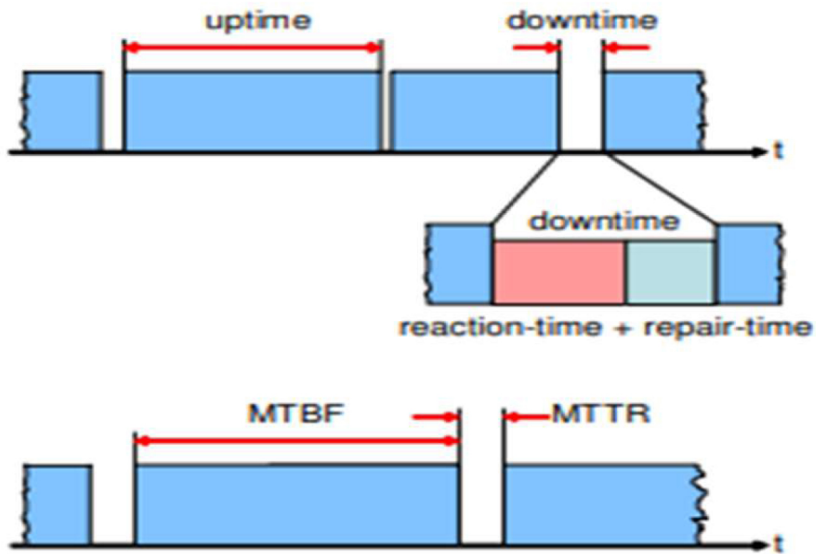 uptime downtime
t
downtime
reaction-time + repair-time
MTBF MTTR
t